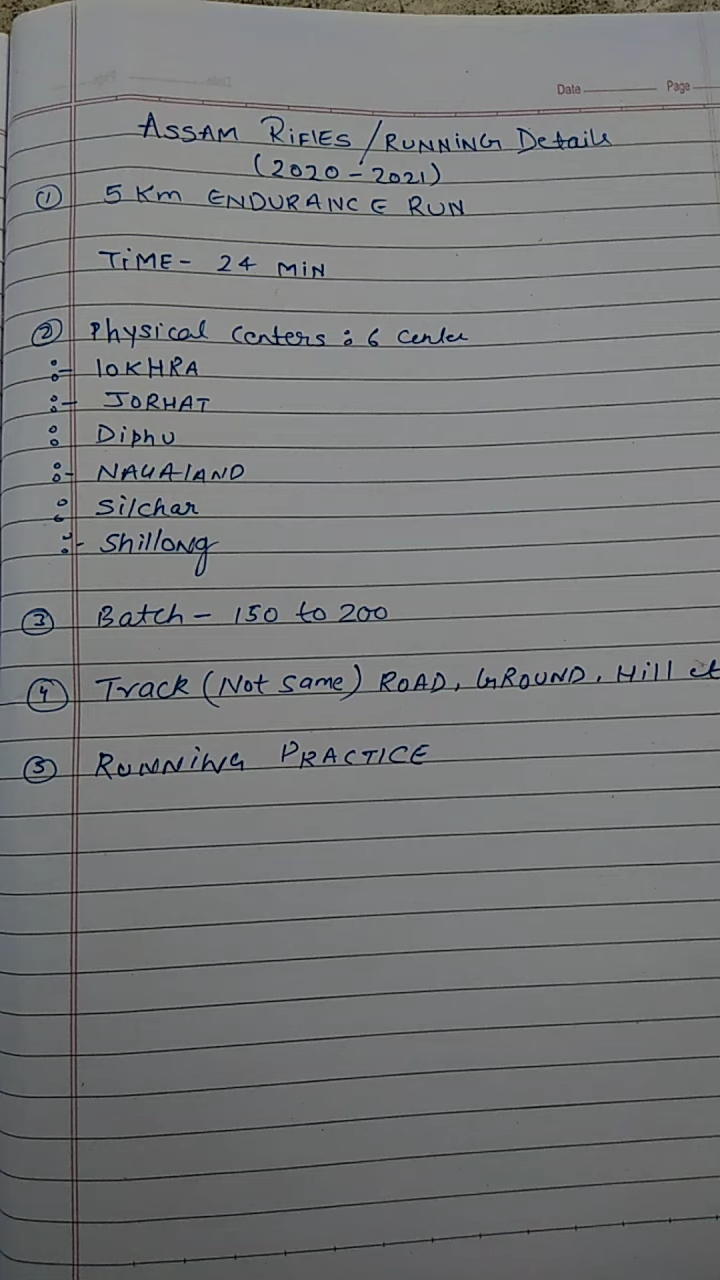 Date Page
ASSAM RIFLES / RUNNING Details
(2020-2021)
① 5 Km ENDURANCE RUN
TiME- 24 MiN
② Physical Centers : 6 Center
:- lOKHRA
:- JORHAT
: Diphu
:- NAGAlAND
: Silchar
:- Shillong
③ Batch - 150 to 200
④ Track (Not Same) ROAD, GROUND, Hill et
⑤ RUNNiNG PRACTICE